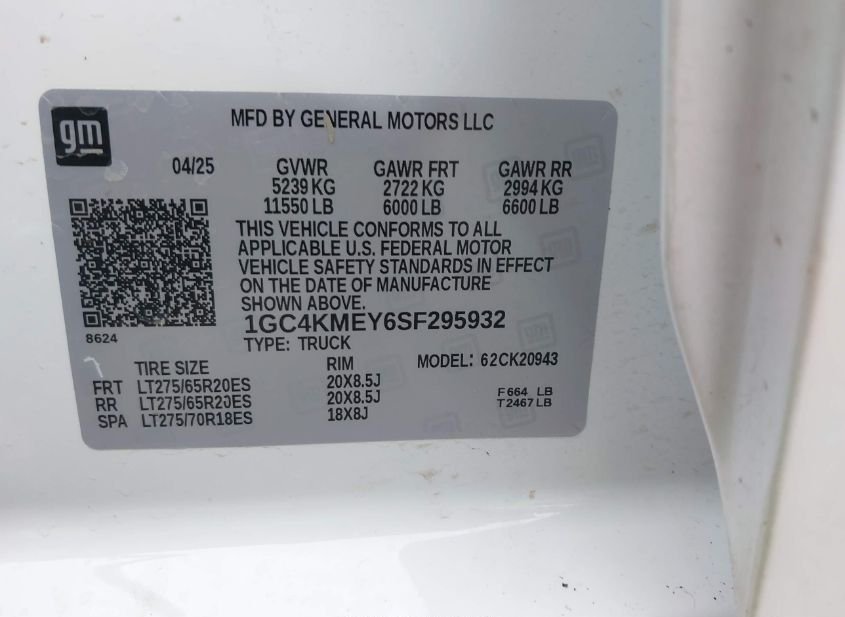 gm
MFD BY GENERAL MOTORS LLC
04/25 GVWR GAWR FRT GAWR RR
5239 KG 2722 KG 2994 KG
11550 LB 6000 LB 6600 LB
THIS VEHICLE CONFORMS TO ALL
APPLICABLE U.S. FEDERAL MOTOR
VEHICLE SAFETY STANDARDS IN EFFECT
ON THE DATE OF MANUFACTURE
SHOWN ABOVE.
1GC4KMEY6SF295932
8624
TYPE: TRUCK
TIRE SIZE RIM MODEL: 62CK20943
FRT LT275/65R20ES 20X8.5J
RR LT275/65R20ES 20X8.5J
SPA LT275/70R18ES 18X8J
F664 LB
T2467LB